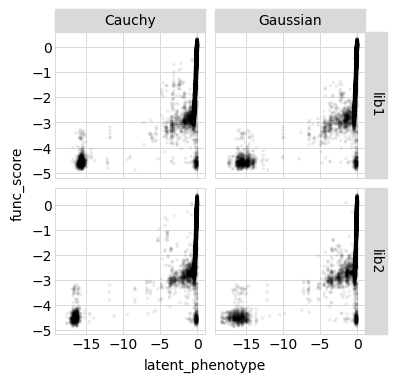 Cauchy Gaussian
0
−1
−2
−3
−4
−5
lib1
0
−1
−2
−3
−4
−5
lib2
func_score
−15 −10 −5 0 −15 −10 −5 0
latent_phenotype